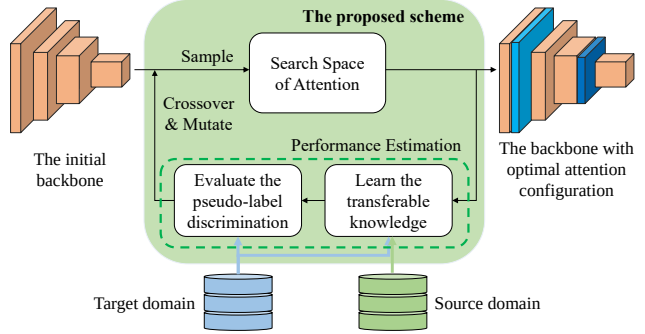 The proposed scheme
Sample
Search Space
of Attention
Crossover
& Mutate
Performance Estimation
The initial
backbone
The backbone with
optimal attention
configuration
Evaluate the
pseudo-label
discrimination
Learn the
transferable
knowledge
Target domain
Source domain